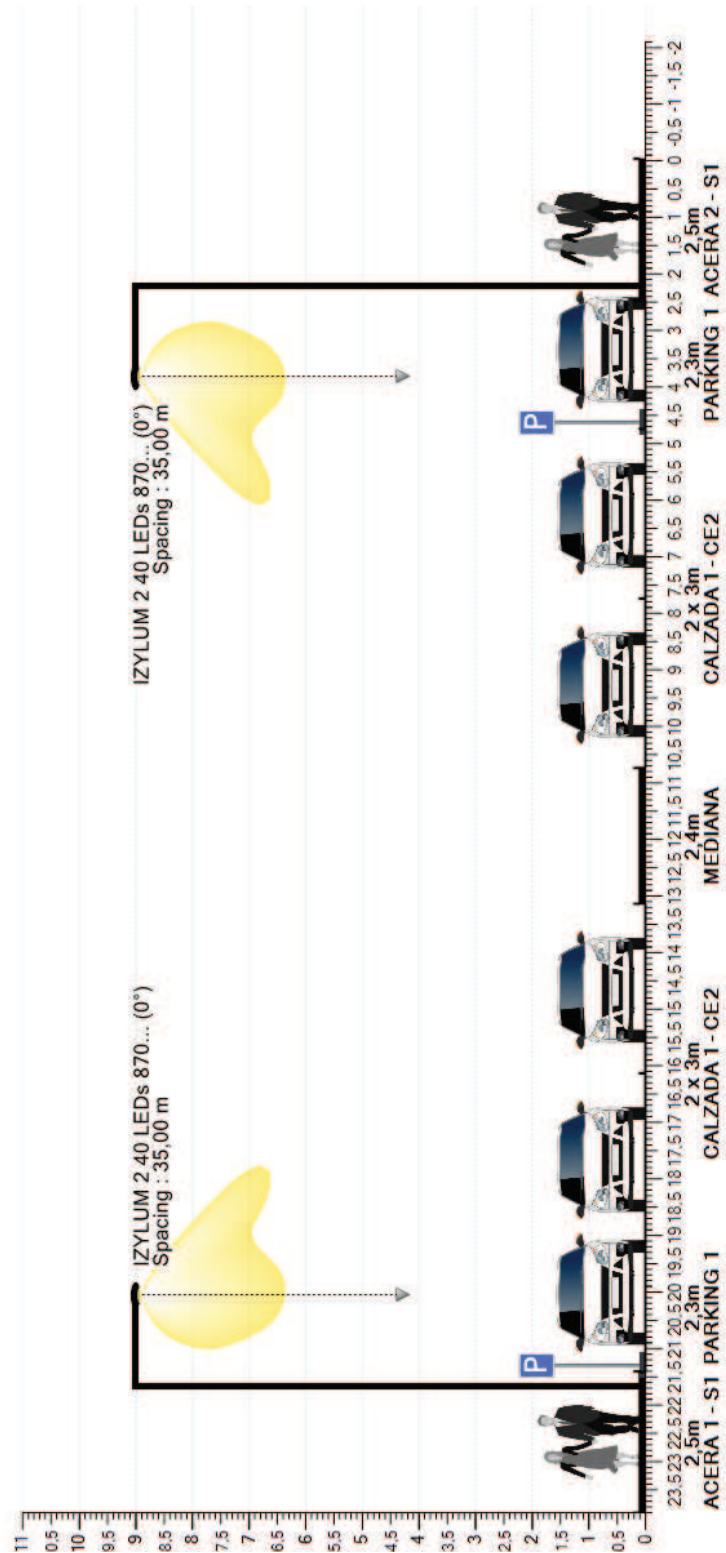 11
10,5
10
9,5
9
8,5
8
7,5
7
6,5
6
5,5
5
4,5
4
3,5
3
2,5
2
1,5
1
0,5
0
IZYLUM 2 40 LEDs 870... (0°)
Spacing : 35,00 m
IZYLUM 2 40 LEDs 870... (0°)
Spacing : 35,00 m
P
P
23,5 23 22,5 22 21,5 21 20,5 20 19,5 19 18,5 18 17,5 17 16,5 16 15,5 15 14,5 14 13,5 13 12,5 12 11,5 11 10,5 10 9,5 9 8,5 8 7,5 7 6,5 6 5,5 5 4,5 4 3,5 3 2,5 2 1,5 1 0,5 0 -0,5 -1 -1,5 -2
2,5m 2,3m 2 x 3m 2,4m 2 x 3m 2,3m 2,5m
ACERA 1 - S1 PARKING 1 CALZADA 1 - CE2 MEDIANA CALZADA 1 - CE2 PARKING 1 ACERA 2 - S1